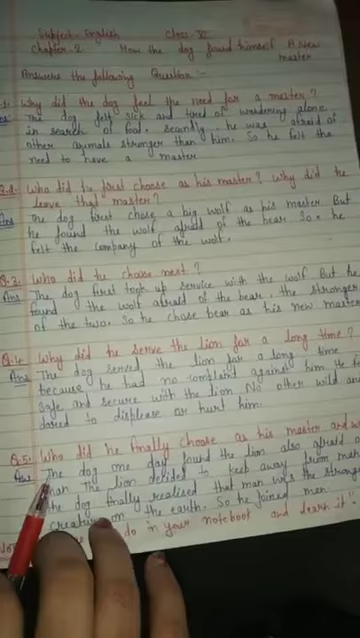 Subject- English Class- VI
Chapter-2 How the dog found himself A New
master
Answers the following Question:-
Why did the dog feel the need for a master?
The dog felt sick and tired of wandering alone
in search of food. Secondly, he was afraid of
other animals stronger than him. So he felt the
need to have a master
Q.2. Who did he first choose as his master? Why did he
leave that master?
Ans The dog first chose a big wolf as his master. But
he found the wolf afraid of the bear. So he
felt the company of the wolf.
Q.3. Who did he choose next?
Ans The dog first took up service with the wolf. But he
found the wolf afraid of the bear, the stronger
of the two. So he chose bear as his new master
Q.4. Why did he serve the lion for a long time?
Ans The dog served the lion for a long time
because he had no complaint against him. He
safe and secure with the lion. No other wild
dared to displease or hurt him.
Q.5. Who did he finally choose as his master and
Ans The dog one day found the lion also afraid
man. The lion decided to keep away from man.
the dog finally realised that man was the
creature on the earth. So he joined men.
do in your notebook and learn it.